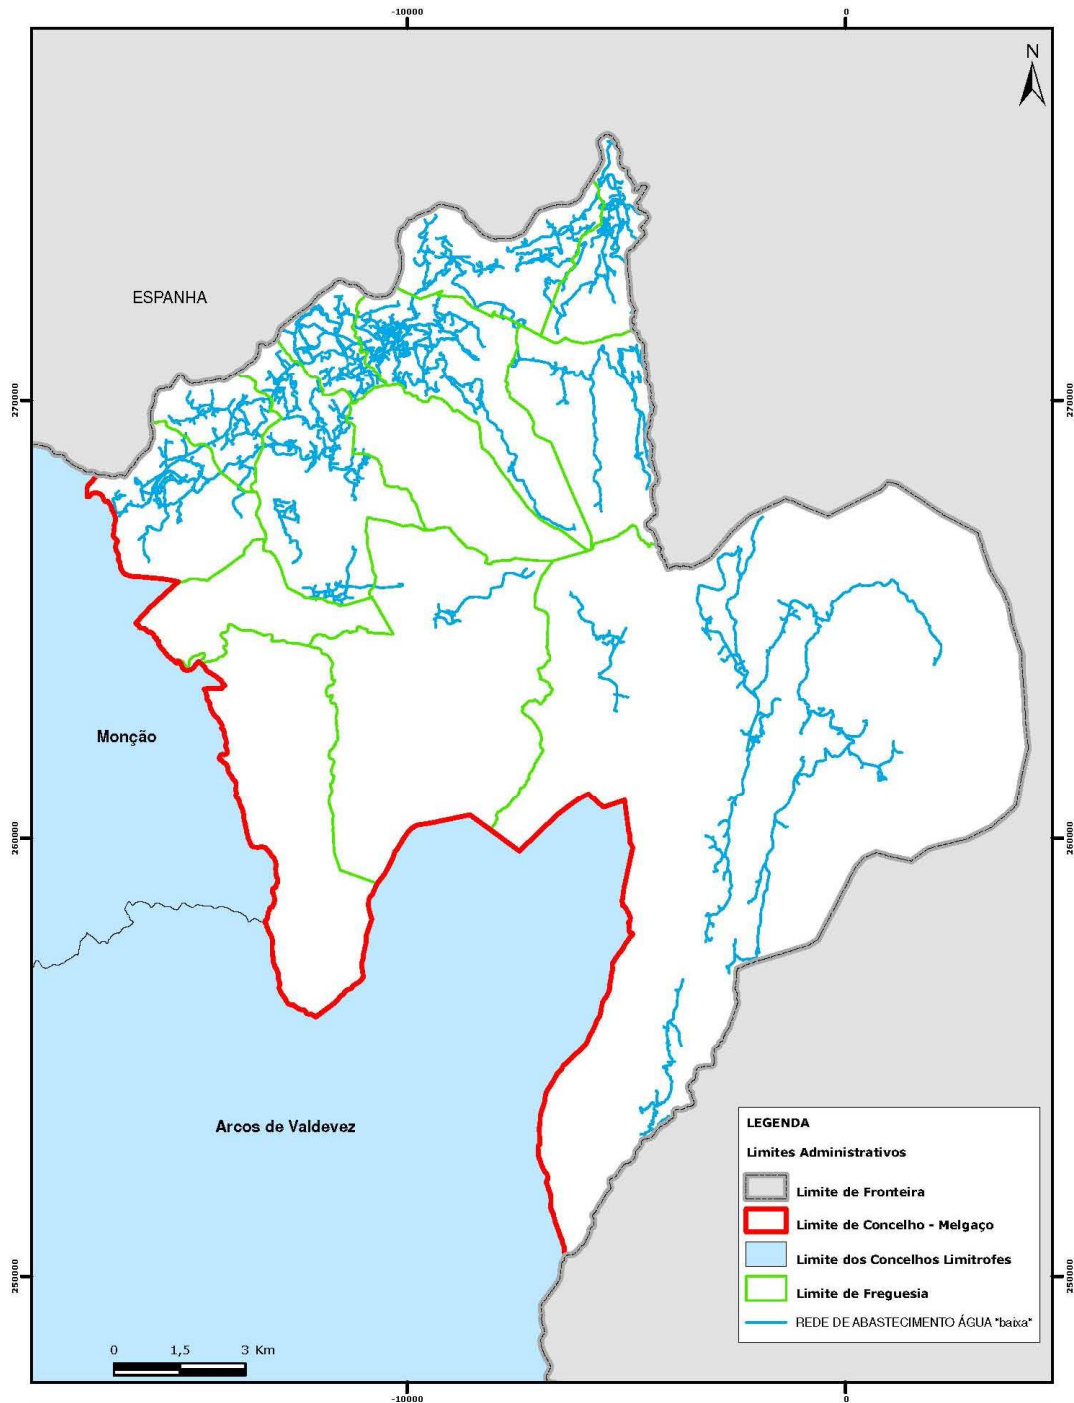 -10000
0
N
ESPANHA
270000
270000
Monção
260000
260000
Arcos de Valdevez
LEGENDA
Limites Administrativos
Limite de Fronteira
Limite de Concelho - Melgaço
Limite dos Concelhos Limitrofes
Limite de Freguesia
REDE DE ABASTECIMENTO ÁGUA "baixa"
250000
250000
0 1,5 3 Km
-10000
0